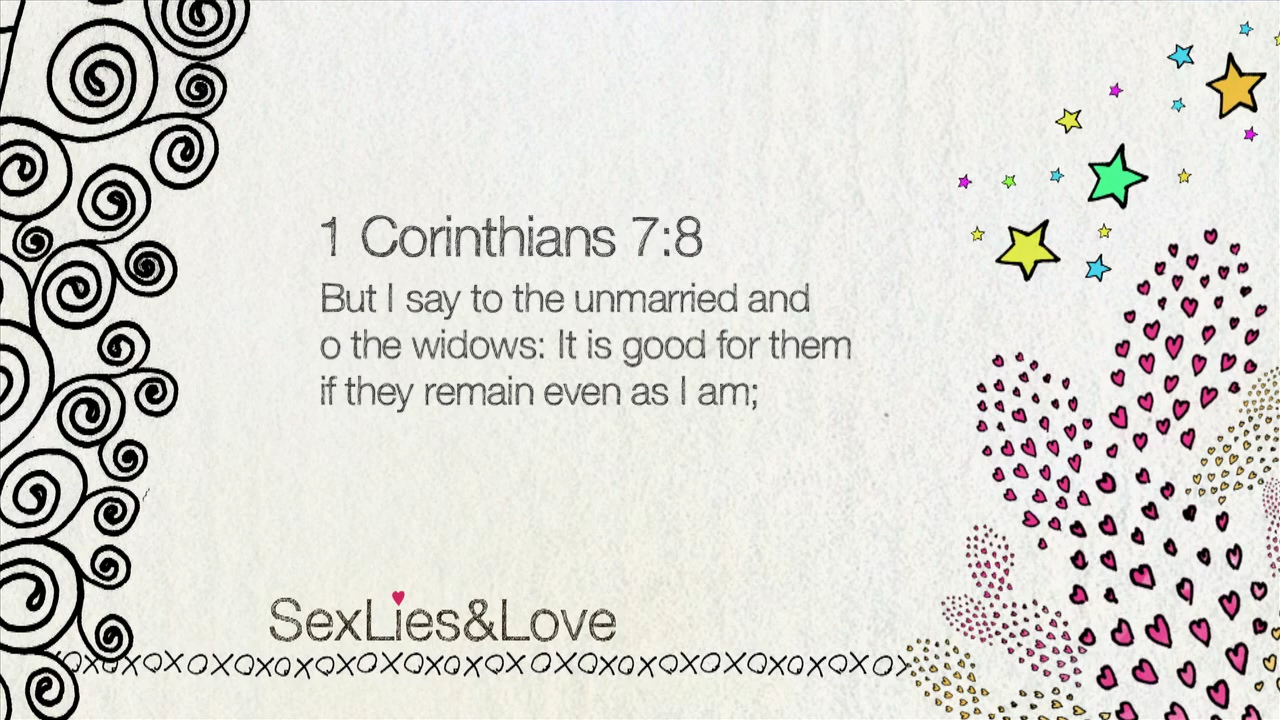 1 Corinthians 7:8
But I say to the unmarried and
o the widows: It is good for them
if they remain even as I am;
SexLies&Love
OXOXOXOXOXOXOXOXOXOXOXOXOXOXOXOXOXOXOX